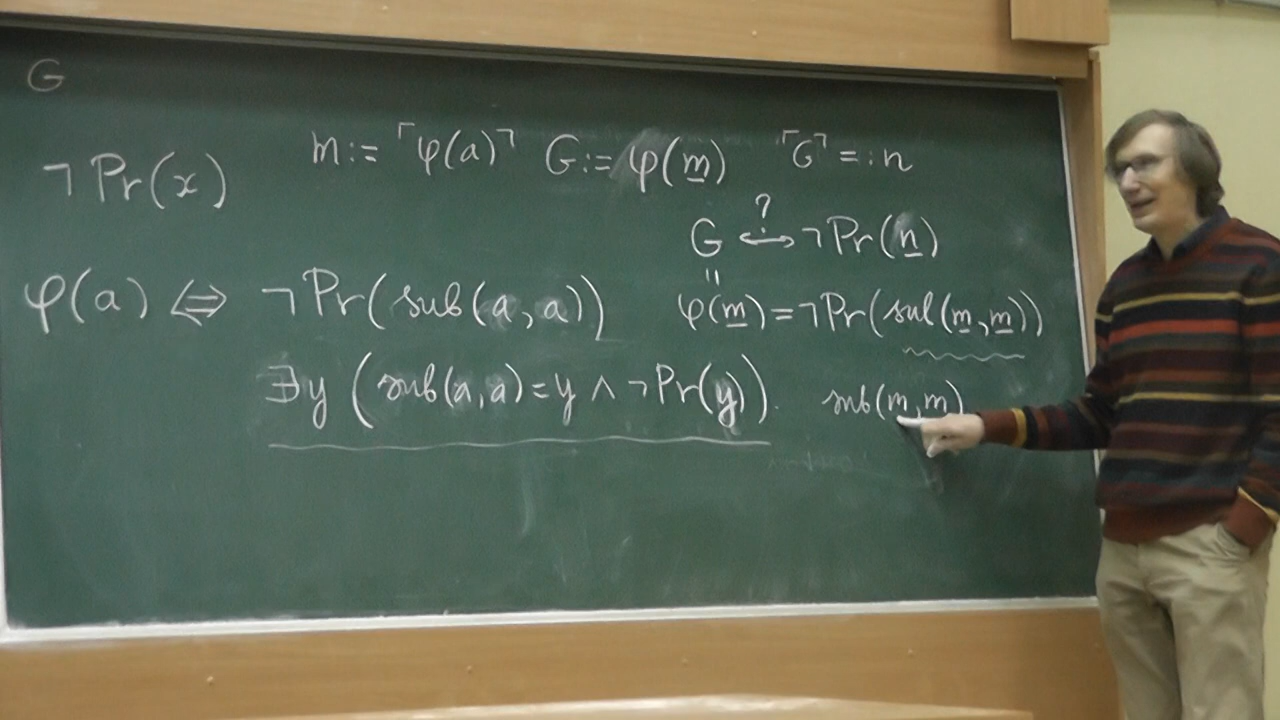 G
¬Pr(x) m := ⌜φ(a)⌝ G := φ(m̲) ⌜G⌝ =: n
G ⟷^? ¬Pr(n̲)
॥
φ(a) ⇔ ¬Pr(sub(a,a)) φ(m̲) = ¬Pr(sub(m̲,m̲))
∃y (sub(a,a) = y ∧ ¬Pr(y)). sub(m,m)